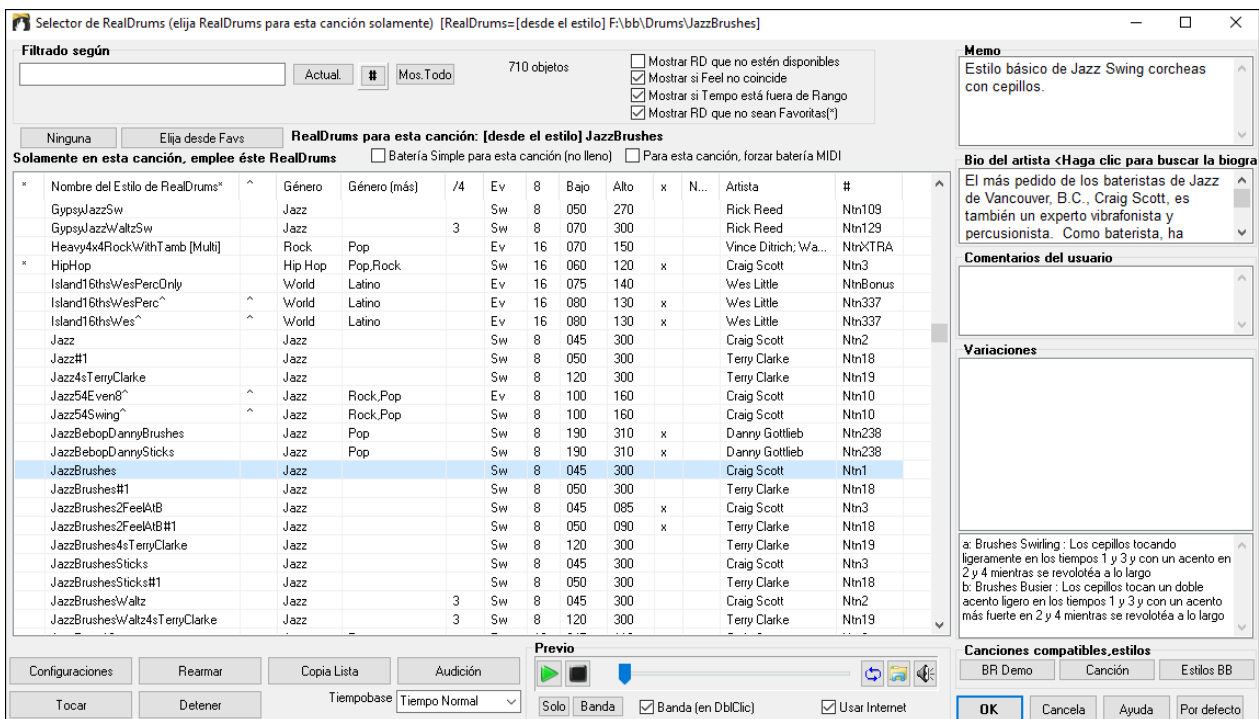 Selector de RealDrums (elija RealDrums para esta canción solamente) [RealDrums=[desde el estilo] F:\bb\Drums\JazzBrushes]
Filtrado según
Actual. # Mos.Todo 710 objetos
Mostrar RD que no estén disponibles
Mostrar si Feel no coincide
Mostrar si Tempo está fuera de Rango
Mostrar RD que no sean Favoritas(*)
Ninguna Elija desde Favs RealDrums para esta canción: [desde el estilo] JazzBrushes
Solamente en esta canción, emplee éste RealDrums Batería Simple para esta canción (no lleno) Para esta canción, forzar batería MIDI
* Nombre del Estilo de RealDrums* ^ Género Género (más) /4 Ev 8 Bajo Alto x N... Artista #
GypsyJazzSw Jazz Sw 8 050 270 Rick Reed Ntn109
GypsyJazzWaltzSw Jazz 3 Sw 8 070 300 Rick Reed Ntn129
Heavy4x4RockWithTamb [Multi] Rock Pop Ev 16 070 150 Vince Ditrich; Wa... NtnXTRA
* HipHop Hip Hop Pop,Rock Sw 16 060 120 x Craig Scott Ntn3
Island16thsWesPercOnly World Latino Ev 16 075 140 Wes Little NtnBonus
Island16thsWesPerc^ ^ World Latino Ev 16 080 130 x Wes Little Ntn337
Island16thsWes^ ^ World Latino Ev 16 080 130 x Wes Little Ntn337
Jazz Jazz Sw 8 045 300 Craig Scott Ntn2
Jazz#1 Jazz Sw 8 050 300 Terry Clarke Ntn18
Jazz4sTerryClarke Jazz Sw 8 120 300 Terry Clarke Ntn19
Jazz54Even8^ ^ Jazz Rock,Pop Ev 8 100 160 Craig Scott Ntn10
Jazz54Swing^ ^ Jazz Rock,Pop Sw 8 100 160 Craig Scott Ntn10
JazzBebopDannyBrushes Jazz Pop Sw 8 190 310 x Danny Gottlieb Ntn238
JazzBebopDannySticks Jazz Pop Sw 8 190 310 x Danny Gottlieb Ntn238
JazzBrushes Jazz Sw 8 045 300 Craig Scott Ntn1
JazzBrushes#1 Jazz Sw 8 050 300 Terry Clarke Ntn18
JazzBrushes2FeelAtB Jazz Sw 8 045 085 x Craig Scott Ntn3
JazzBrushes2FeelAtB#1 Jazz Sw 8 050 090 x Terry Clarke Ntn18
JazzBrushes4sTerryClarke Jazz Sw 8 120 300 Terry Clarke Ntn19
JazzBrushesSticks Jazz Sw 8 045 300 Craig Scott Ntn3
JazzBrushesSticks#1 Jazz Sw 8 050 300 Terry Clarke Ntn18
JazzBrushesWaltz Jazz 3 Sw 8 045 300 Craig Scott Ntn2
JazzBrushesWaltz4sTerryClarke Jazz 3 Sw 8 120 300 Terry Clarke Ntn19
Configuraciones Rearmar Copia Lista Audición
Tocar Detener Tiempobase Tiempo Normal
Previo
Solo Banda Banda (en DblClic) Usar Internet
Memo
Estilo básico de Jazz Swing corcheas
con cepillos.
Bio del artista <Haga clic para buscar la biogra
El más pedido de los bateristas de Jazz
de Vancouver, B.C., Craig Scott, es
también un experto vibrafonista y
percusionista. Como baterista, ha
Comentarios del usuario
Variaciones
a: Brushes Swirling : Los cepillos tocando
ligeramente en los tiempos 1 y 3 y con un acento en
2 y 4 mientras se revolotéa a lo largo
b: Brushes Busier : Los cepillos tocan un doble
acento ligero en los tiempos 1 y 3 y con un acento
más fuerte en 2 y 4 mientras se revolotéa a lo largo
Canciones compatibles,estilos
BR Demo Canción Estilos BB
OK Cancela Ayuda Por defecto